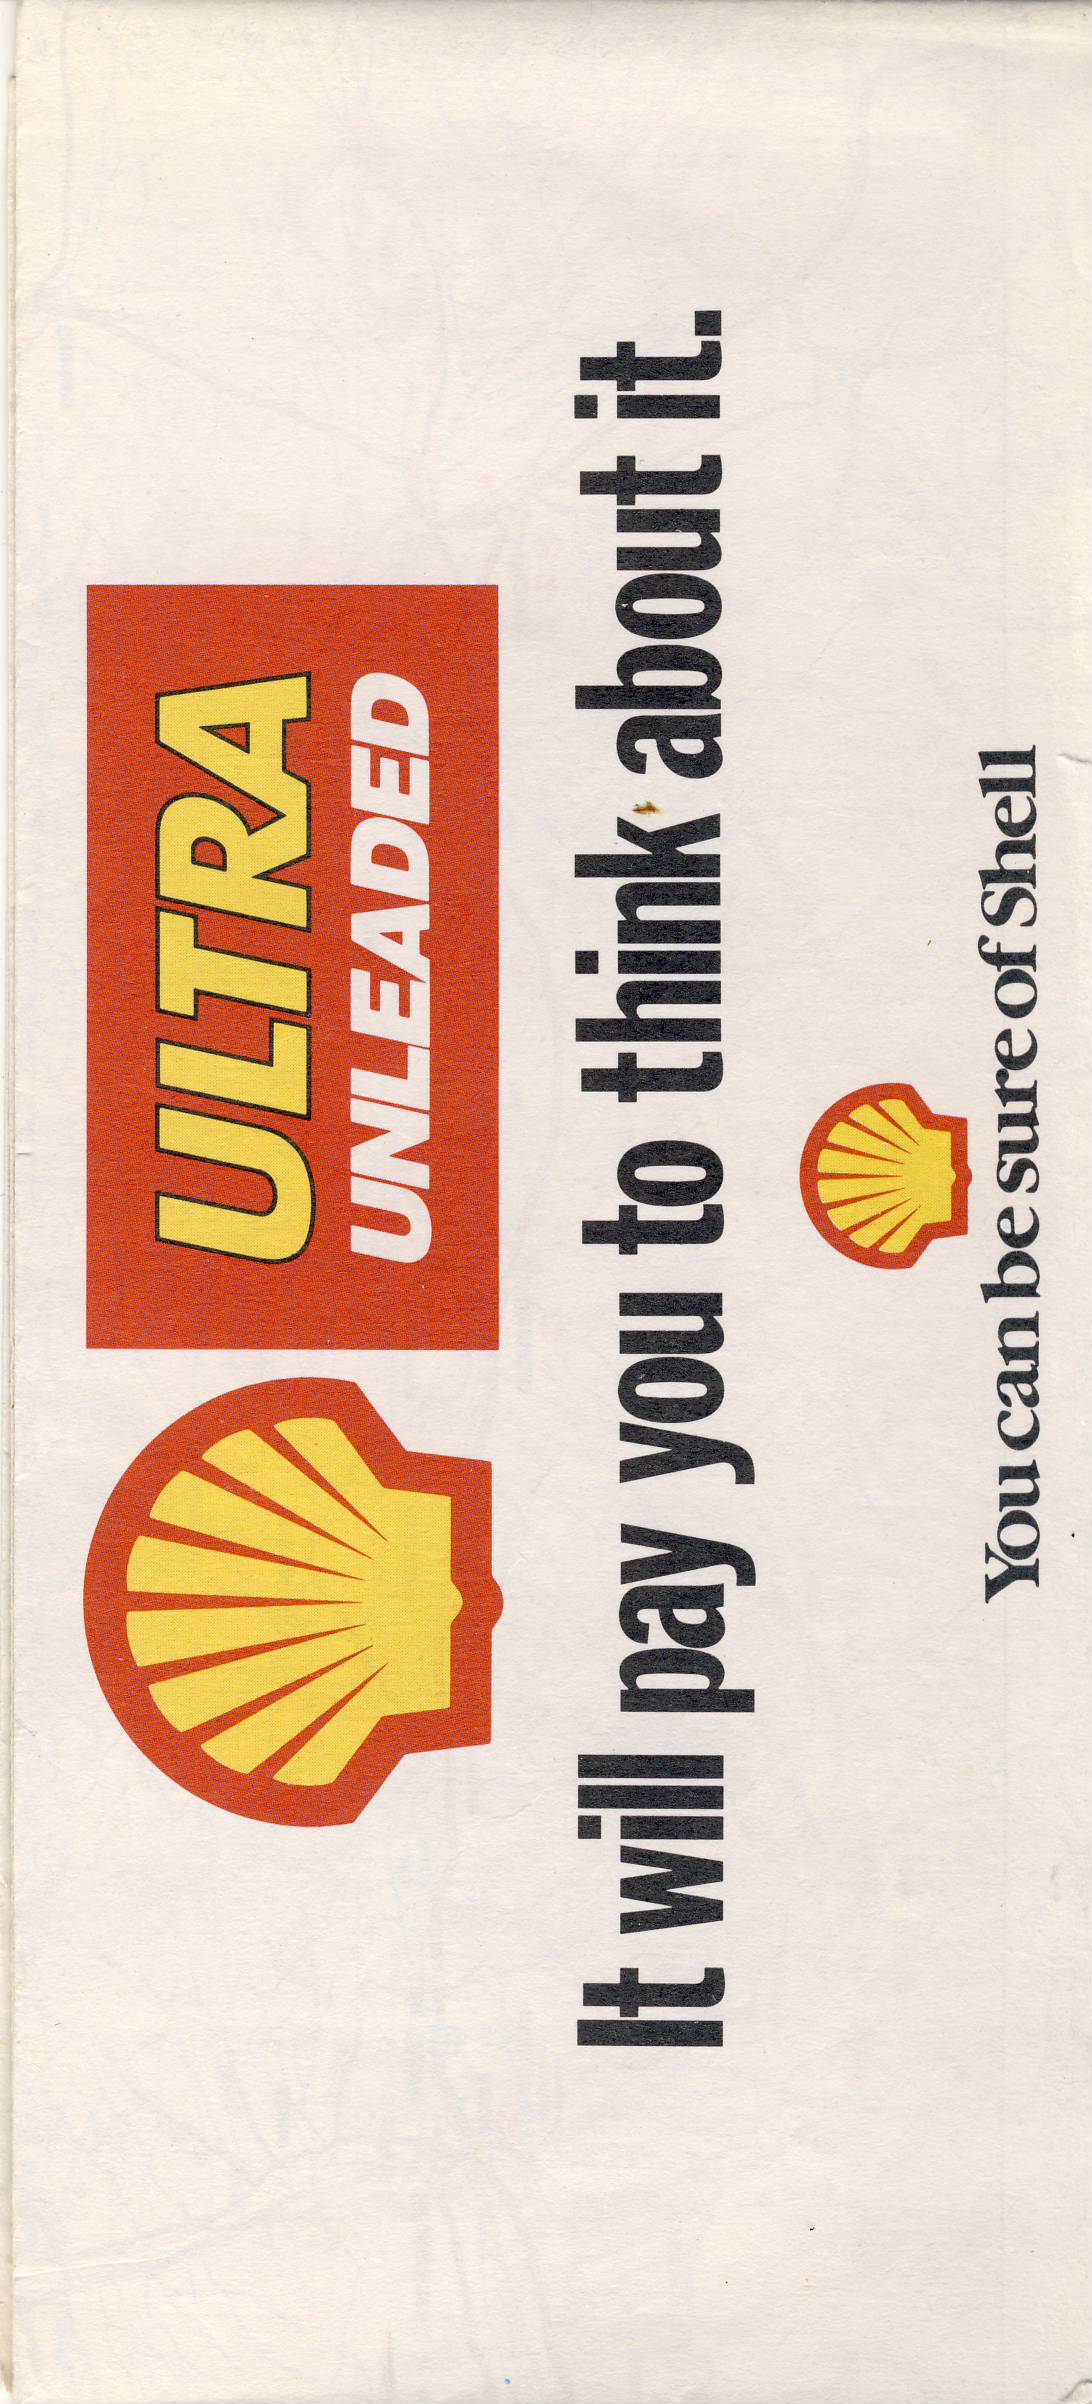 ULTRA
UNLEADED
It will pay you to think about it.
You can be sure of Shell